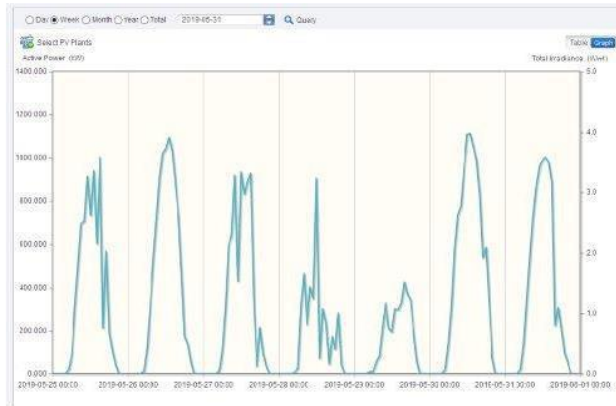 Day Week Month Year Total 2019-05-31 Query
Select PV Plants Table Graph
Active Power (kW) Total Irradiance
1400.000 5.0
1200.000
1000.000 4.0
800.000 3.0
600.000
400.000 2.0
200.000 1.0
0.000 0.0
2019-05-25 00:00 2019-05-26 00:00 2019-05-27 00:00 2019-05-28 00:00 2019-05-29 00:00 2019-05-30 00:00 2019-05-31 00:00 2019-06-01 00:00